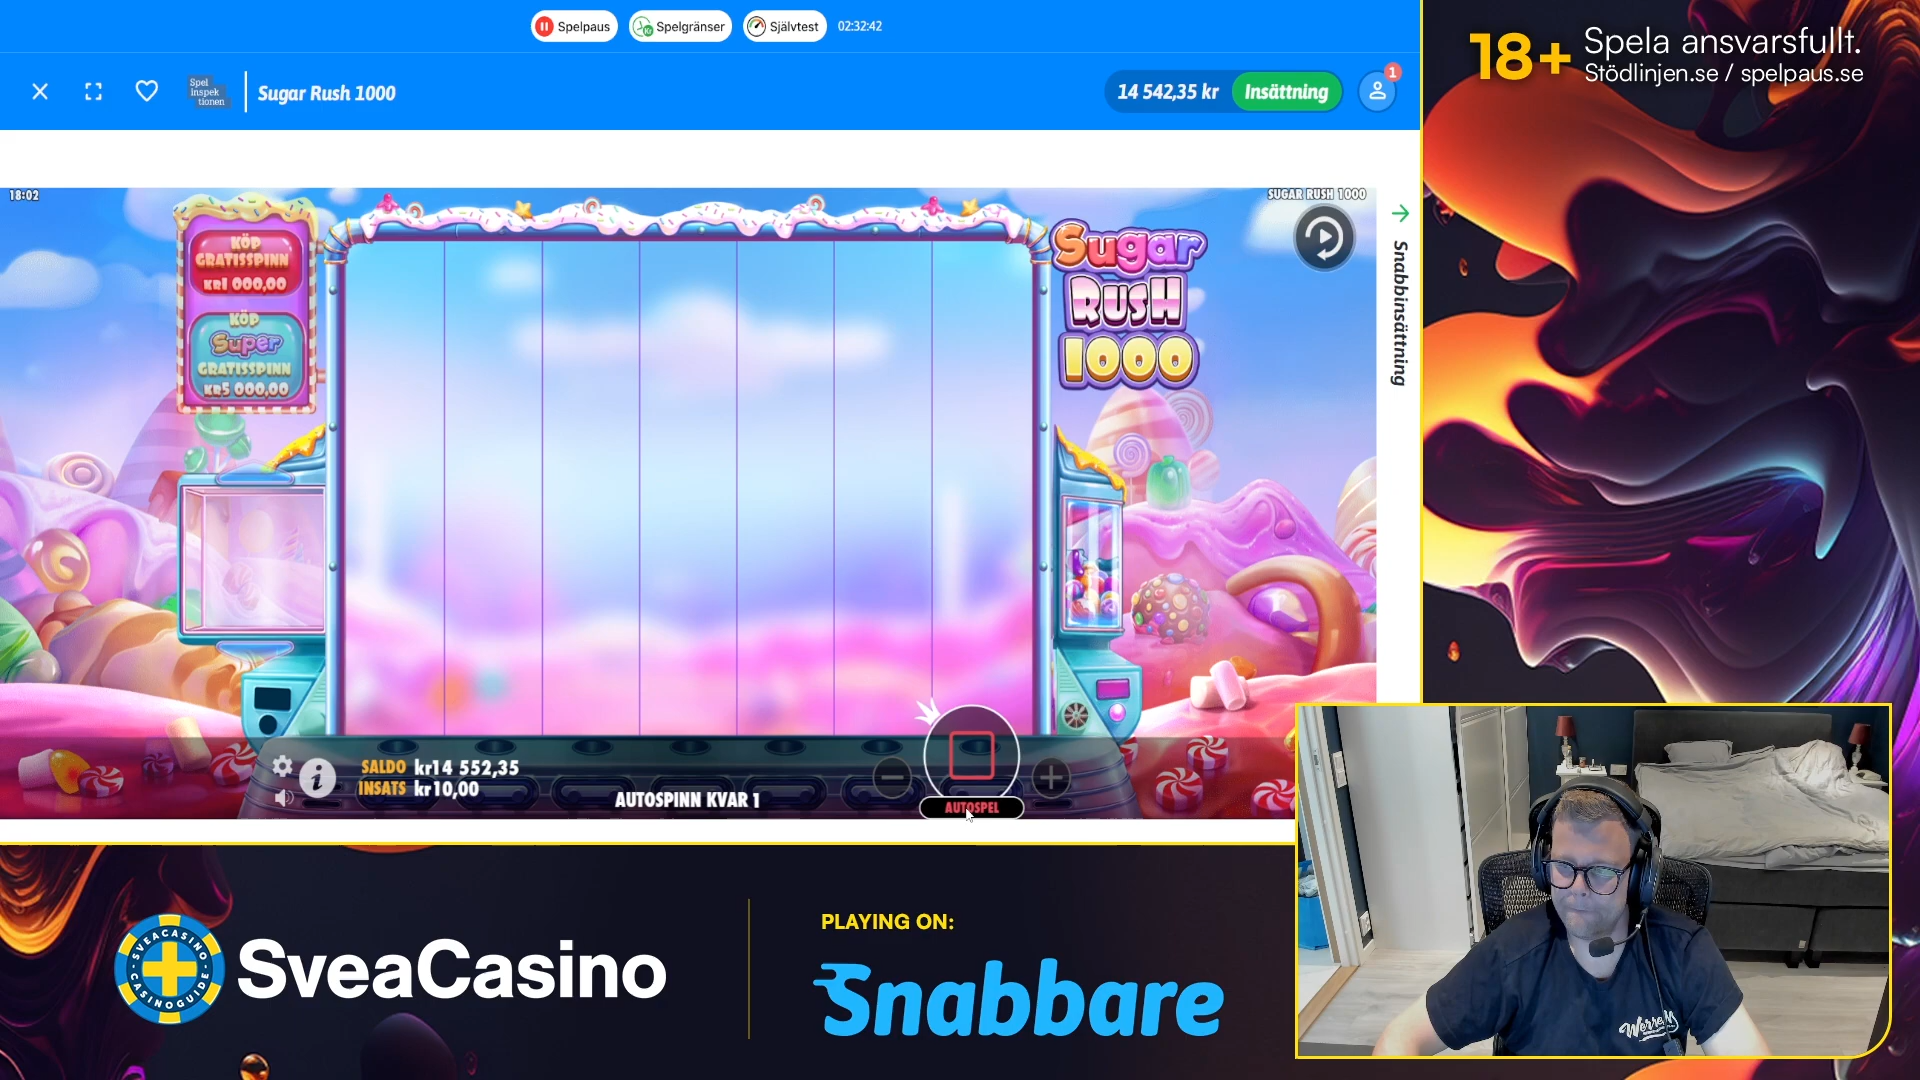 Spelpaus
Spelgränser
Självtest
02:32:42
Spel
inspek
tionen
Sugar Rush 1000
14 542,35 kr
Insättning
1
18+
Spela ansvarsfullt.
Stödlinjen.se / spelpaus.se
18:02
SUGAR RUSH 1000
Snabbinsättning
KÖP
GRATISSPINN
KR1 000,00
KÖP
Super
GRATISSPINN
KR5 000,00
Sugar
RUSH
1000
SALDO kr14 552,35
INSATS kr10,00
AUTOSPINN KVAR 1
AUTOSPEL
SVEACASINO
CASINOGUIDE
SveaCasino
PLAYING ON:
Snabbare